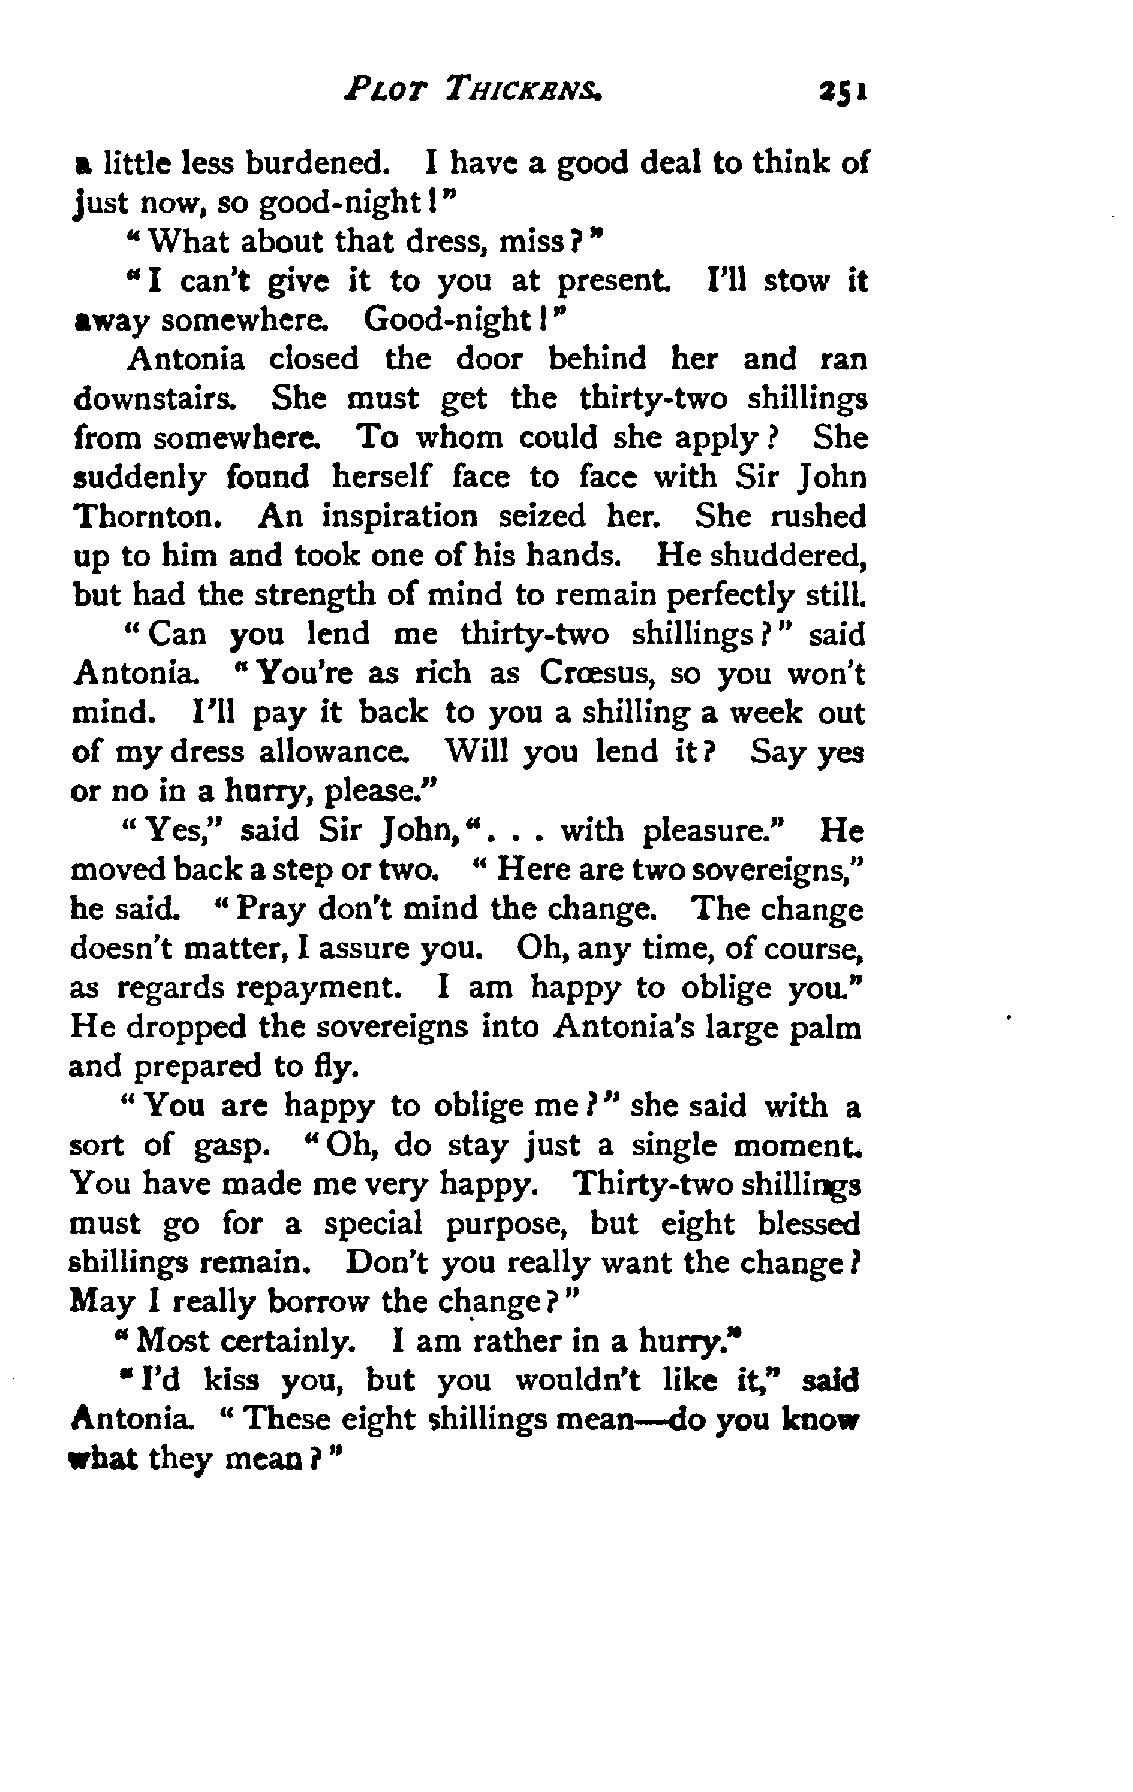 PLOT THICKENS. 251
a little less burdened. I have a good deal to think of
just now, so good-night!"
"What about that dress, miss?"
"I can't give it to you at present. I'll stow it
away somewhere. Good-night!"
Antonia closed the door behind her and ran
downstairs. She must get the thirty-two shillings
from somewhere. To whom could she apply? She
suddenly found herself face to face with Sir John
Thornton. An inspiration seized her. She rushed
up to him and took one of his hands. He shuddered,
but had the strength of mind to remain perfectly still.
"Can you lend me thirty-two shillings?" said
Antonia. "You're as rich as Crœsus, so you won't
mind. I'll pay it back to you a shilling a week out
of my dress allowance. Will you lend it? Say yes
or no in a hurry, please."
"Yes," said Sir John, ". . . with pleasure." He
moved back a step or two. "Here are two sovereigns,"
he said. "Pray don't mind the change. The change
doesn't matter, I assure you. Oh, any time, of course,
as regards repayment. I am happy to oblige you."
He dropped the sovereigns into Antonia's large palm
and prepared to fly.
"You are happy to oblige me?" she said with a
sort of gasp. "Oh, do stay just a single moment.
You have made me very happy. Thirty-two shillings
must go for a special purpose, but eight blessed
shillings remain. Don't you really want the change?
May I really borrow the change?"
"Most certainly. I am rather in a hurry."
"I'd kiss you, but you wouldn't like it," said
Antonia. "These eight shillings mean—do you know
what they mean?"